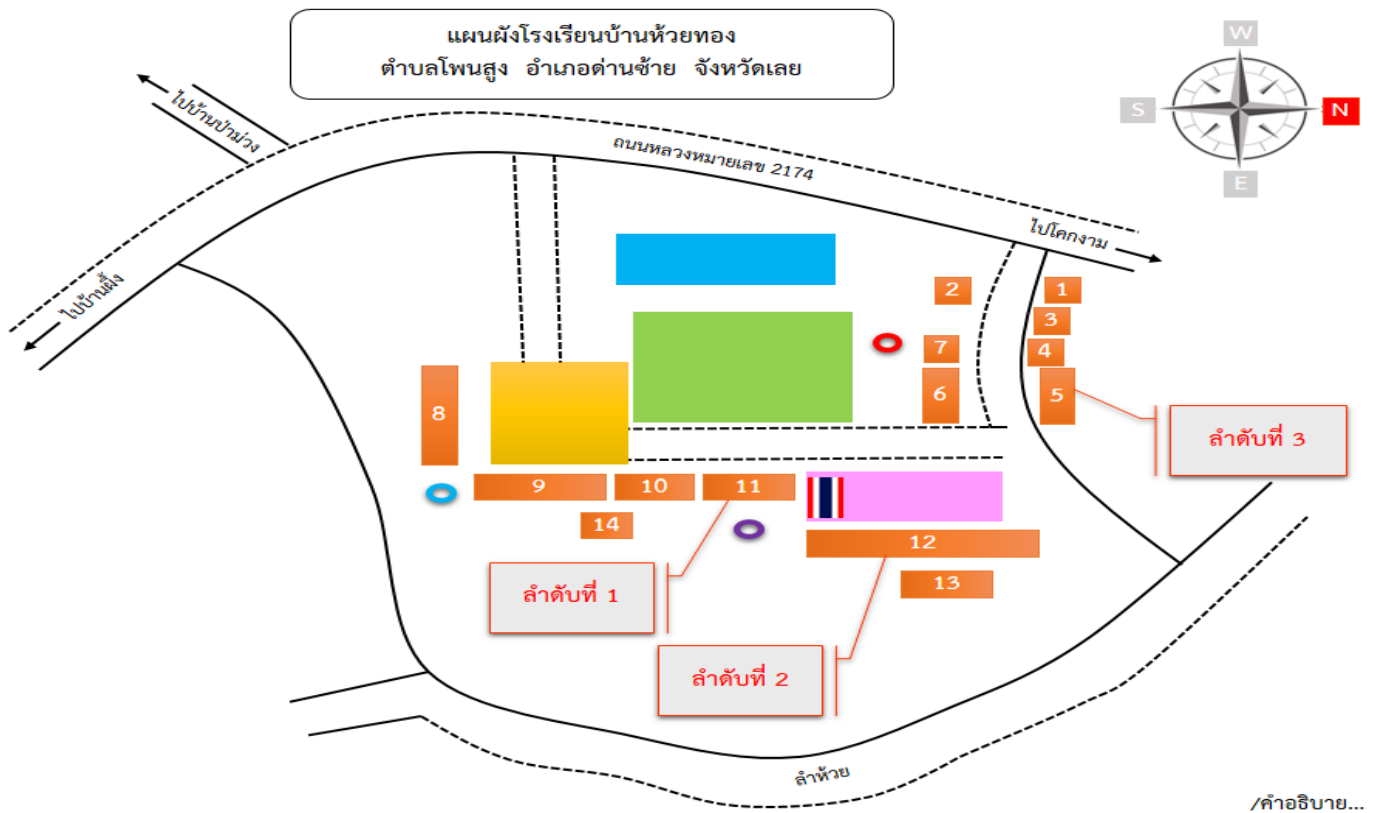 แผนผังโรงเรียนบ้านห้วยทอง
ตำบลโพนสูง อำเภอด่านซ้าย จังหวัดเลย
W
S
N
E
ไปบ้านป่าม่วง
ถนนหลวงหมายเลข 2174
ไปโคกงาม
ไปบ้านผึ้ง
2
1
3
7
4
6
5
8
ลำดับที่ 3
9
10
11
14
12
13
ลำดับที่ 1
ลำดับที่ 2
ลำห้วย
/คำอธิบาย...